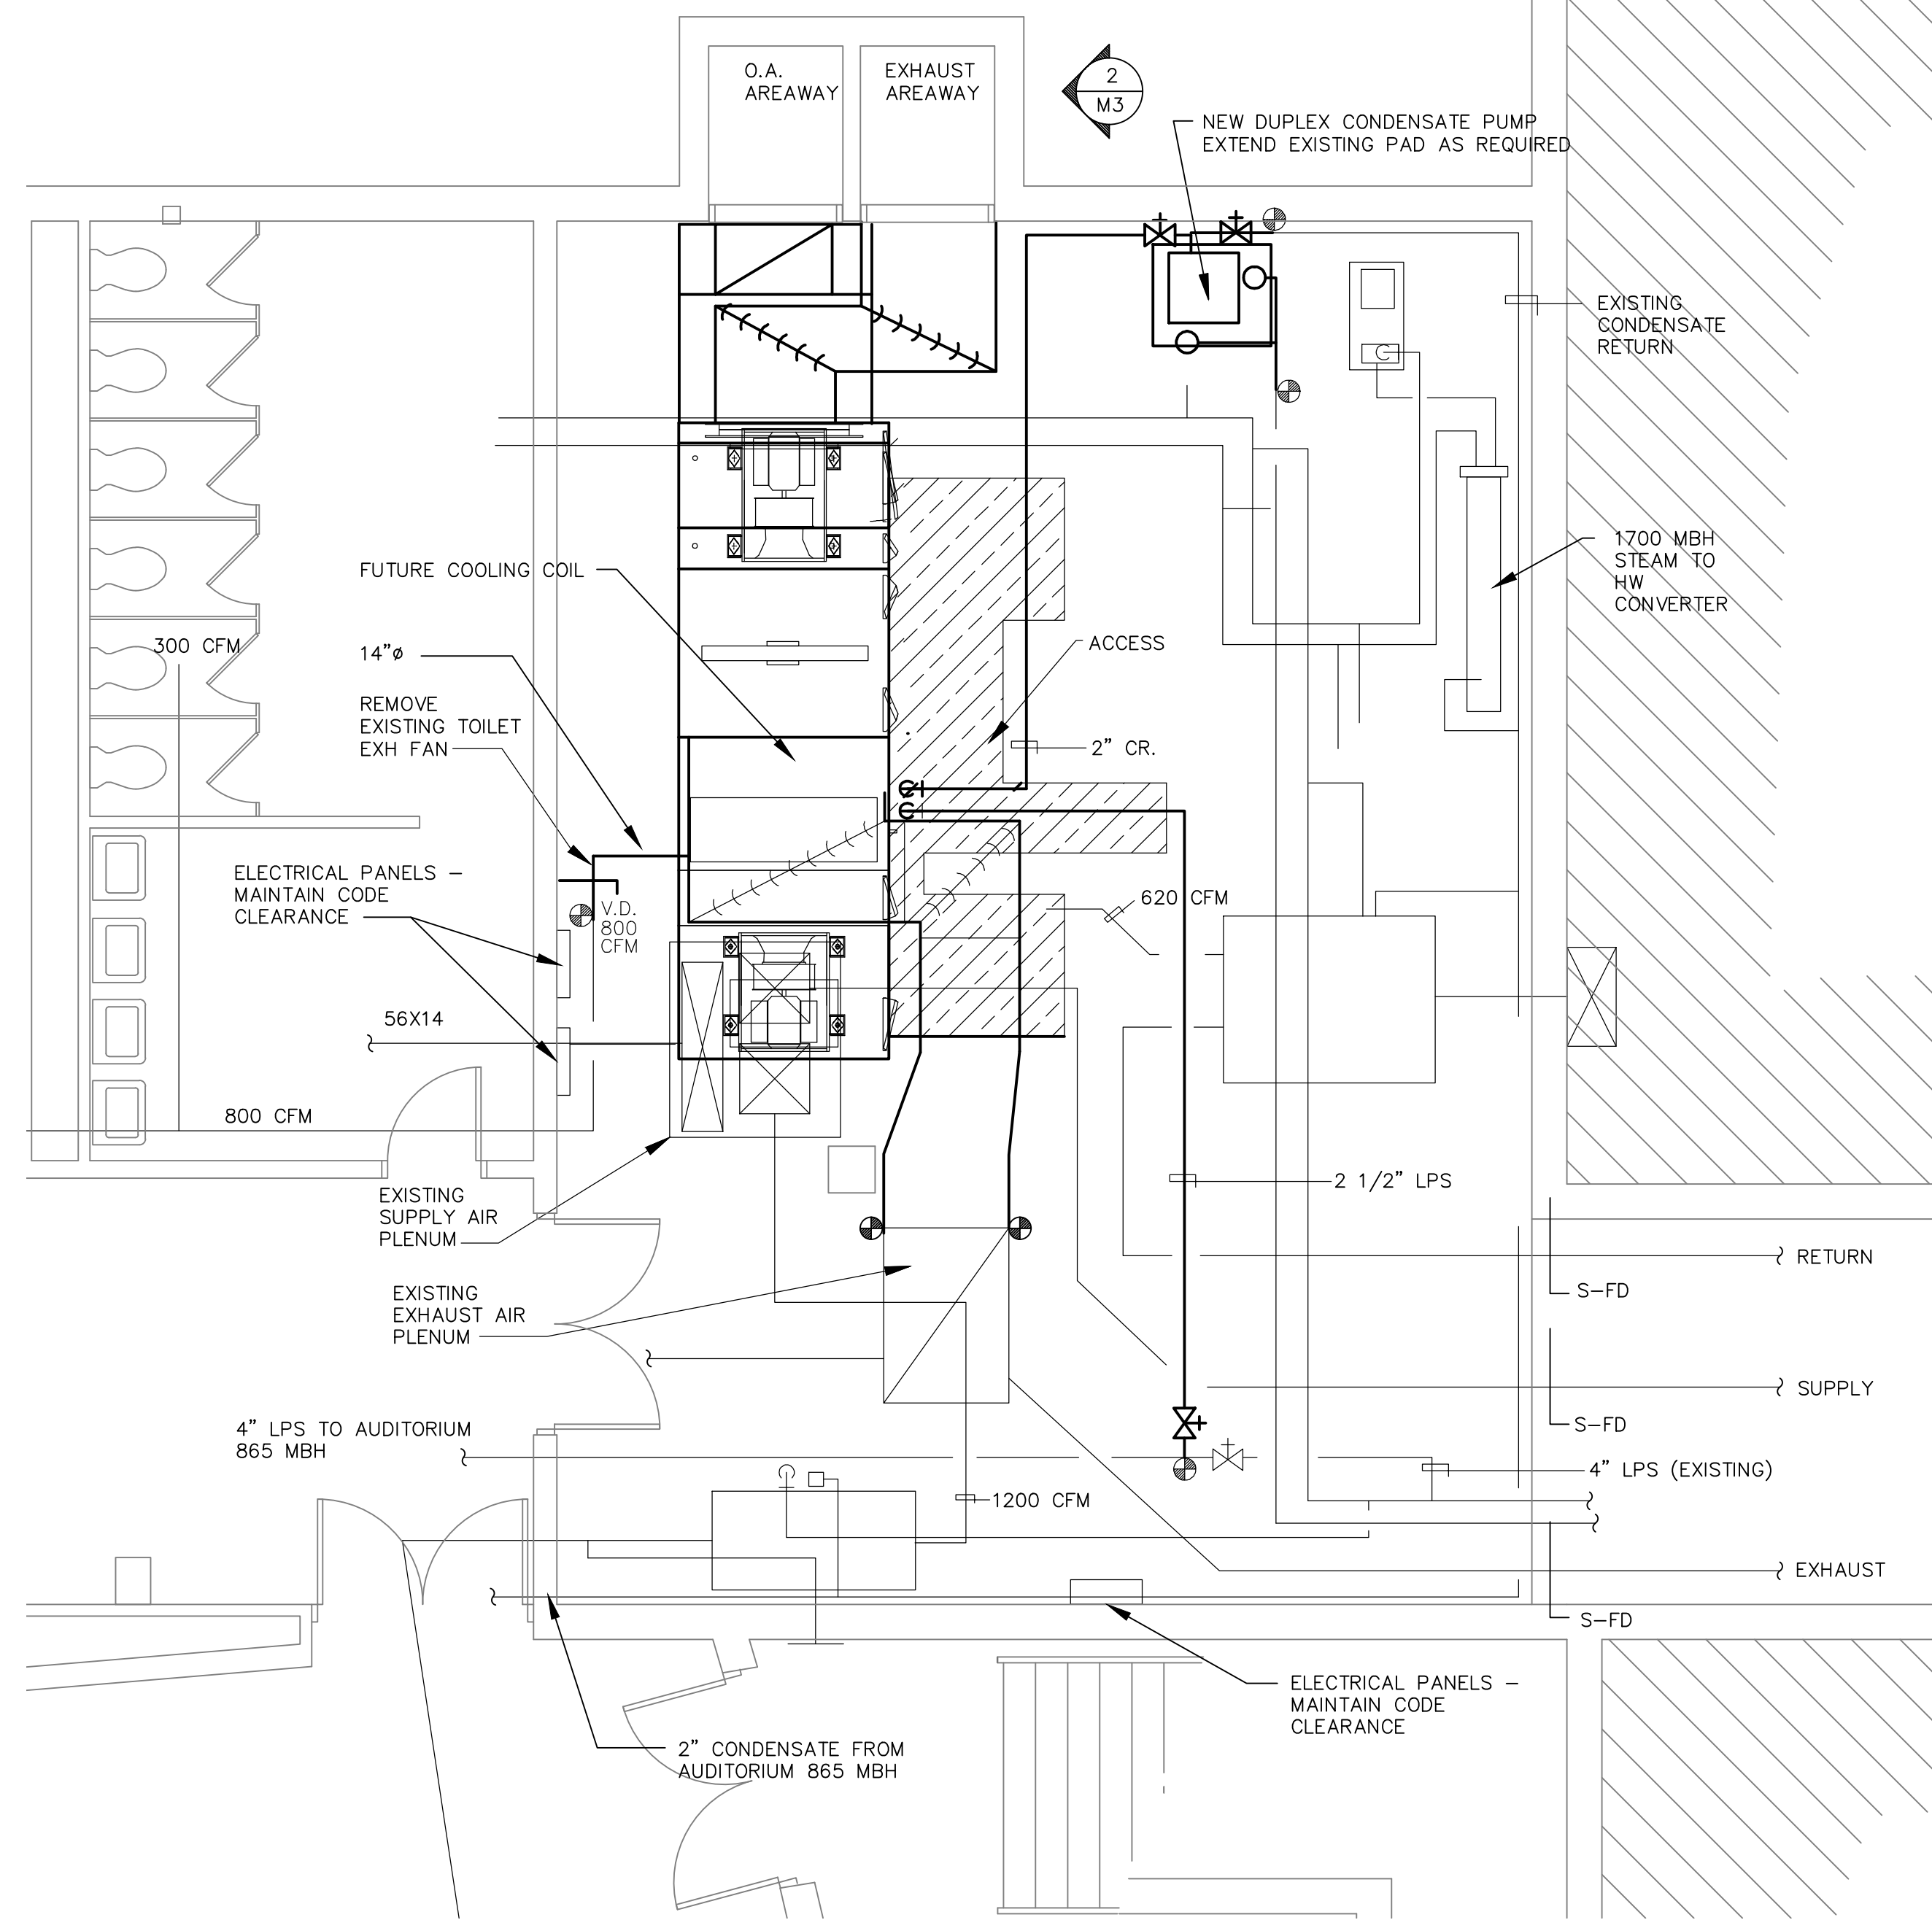 O.A.
AREAWAY
EXHAUST
AREAWAY
2
M3
NEW DUPLEX CONDENSATE PUMP
EXTEND EXISTING PAD AS REQUIRED
EXISTING
CONDENSATE
RETURN
1700 MBH
STEAM TO
HW
CONVERTER
FUTURE COOLING COIL
300 CFM
14"ø
ACCESS
REMOVE
EXISTING TOILET
EXH FAN
2" CR.
ELECTRICAL PANELS –
MAINTAIN CODE
CLEARANCE
V.D.
800
CFM
620 CFM
56X14
800 CFM
2 1/2" LPS
EXISTING
SUPPLY AIR
PLENUM
RETURN
S–FD
EXISTING
EXHAUST AIR
PLENUM
SUPPLY
S–FD
4" LPS TO AUDITORIUM
865 MBH
4" LPS (EXISTING)
1200 CFM
EXHAUST
S–FD
ELECTRICAL PANELS –
MAINTAIN CODE
CLEARANCE
2" CONDENSATE FROM
AUDITORIUM 865 MBH